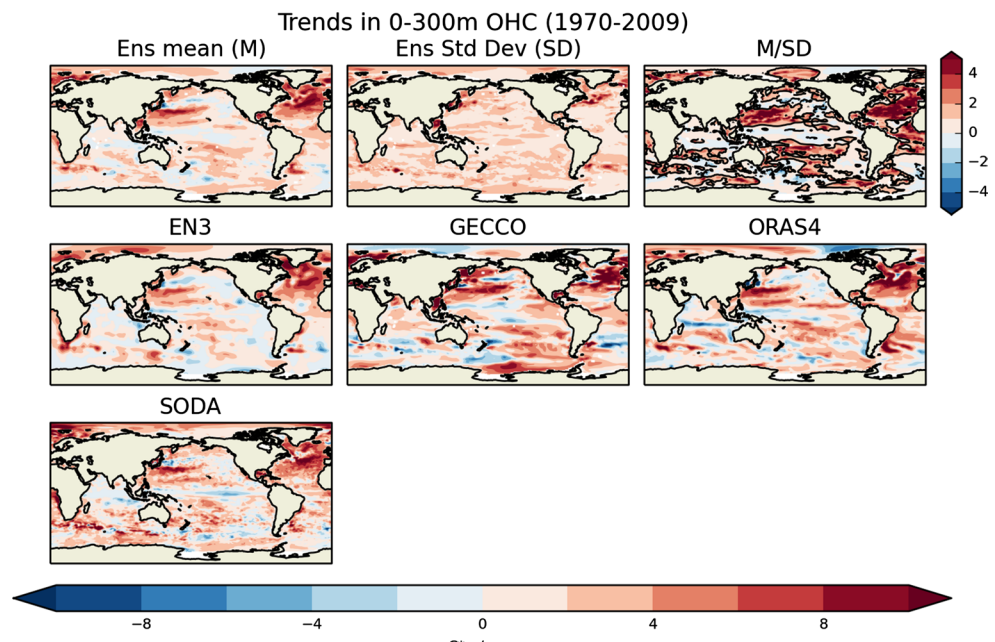 Trends in 0-300m OHC (1970-2009)
Ens mean (M)
Ens Std Dev (SD)
M/SD
4
2
0
−2
−4
EN3
GECCO
ORAS4
SODA
−8
−4
0
4
8